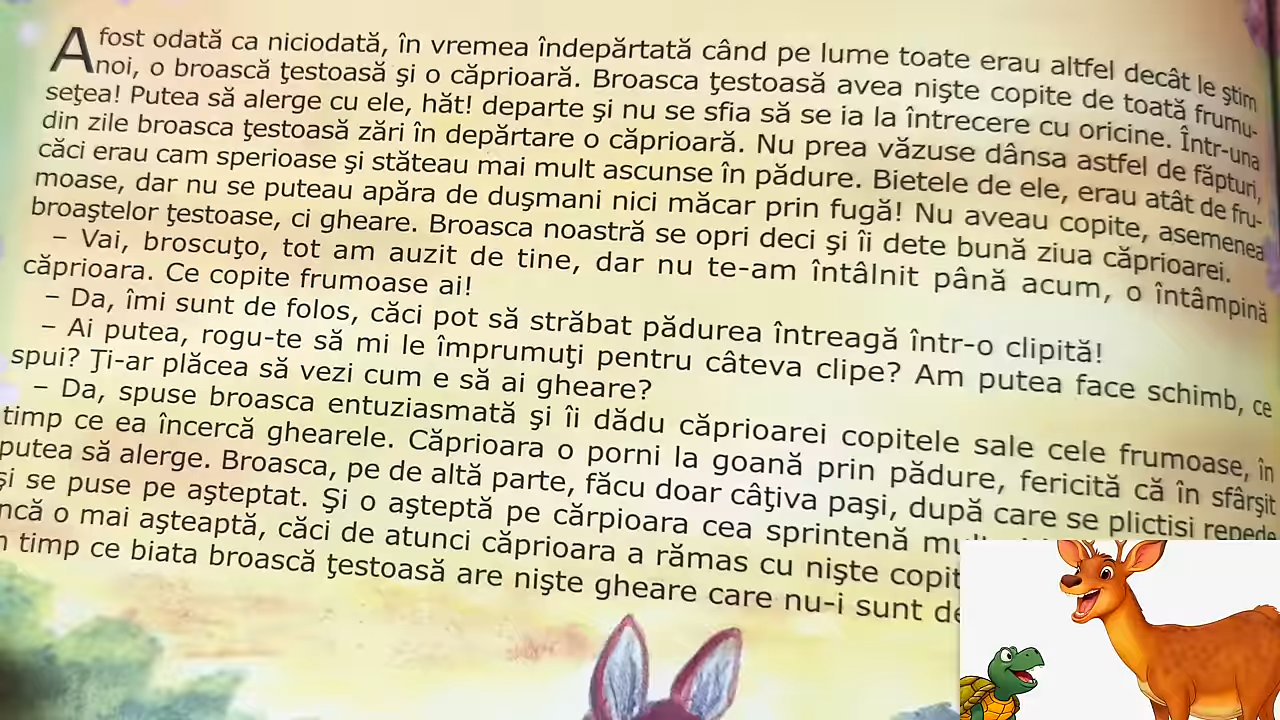 A fost odată ca niciodată, în vremea îndepărtată când pe lume toate erau altfel decât le ştim
noi, o broască ţestoasă şi o căprioară. Broasca ţestoasă avea nişte copite de toată frumu-
seţea! Putea să alerge cu ele, hăt! departe şi nu se sfia să se ia la întrecere cu oricine. Într-una
din zile broasca ţestoasă zări în depărtare o căprioară. Nu prea văzuse dânsa astfel de făpturi,
căci erau cam sperioase şi stăteau mai mult ascunse în pădure. Bietele de ele, erau atât de fru-
moase, dar nu se puteau apăra de duşmani nici măcar prin fugă! Nu aveau copite, asemenea
broaştelor ţestoase, ci gheare. Broasca noastră se opri deci şi îi dete bună ziua căprioarei.
– Vai, broscuţo, tot am auzit de tine, dar nu te-am întâlnit până acum, o întâmpină
căprioara. Ce copite frumoase ai!
– Da, îmi sunt de folos, căci pot să străbat pădurea întreagă într-o clipită!
– Ai putea, rogu-te să mi le împrumuţi pentru câteva clipe? Am putea face schimb, ce
spui? Ţi-ar plăcea să vezi cum e să ai gheare?
– Da, spuse broasca entuziasmată şi îi dădu căprioarei copitele sale cele frumoase, în
timp ce ea încercă ghearele. Căprioara o porni la goană prin pădure, fericită că în sfârşit
putea să alerge. Broasca, pe de altă parte, făcu doar câţiva paşi, după care se plictisi repede
şi se puse pe aşteptat. Şi o aşteptă pe cărpioara cea sprintenă
ncă o mai aşteaptă, căci de atunci căprioara a rămas cu nişte copit
n timp ce biata broască ţestoasă are nişte gheare care nu-i sunt de